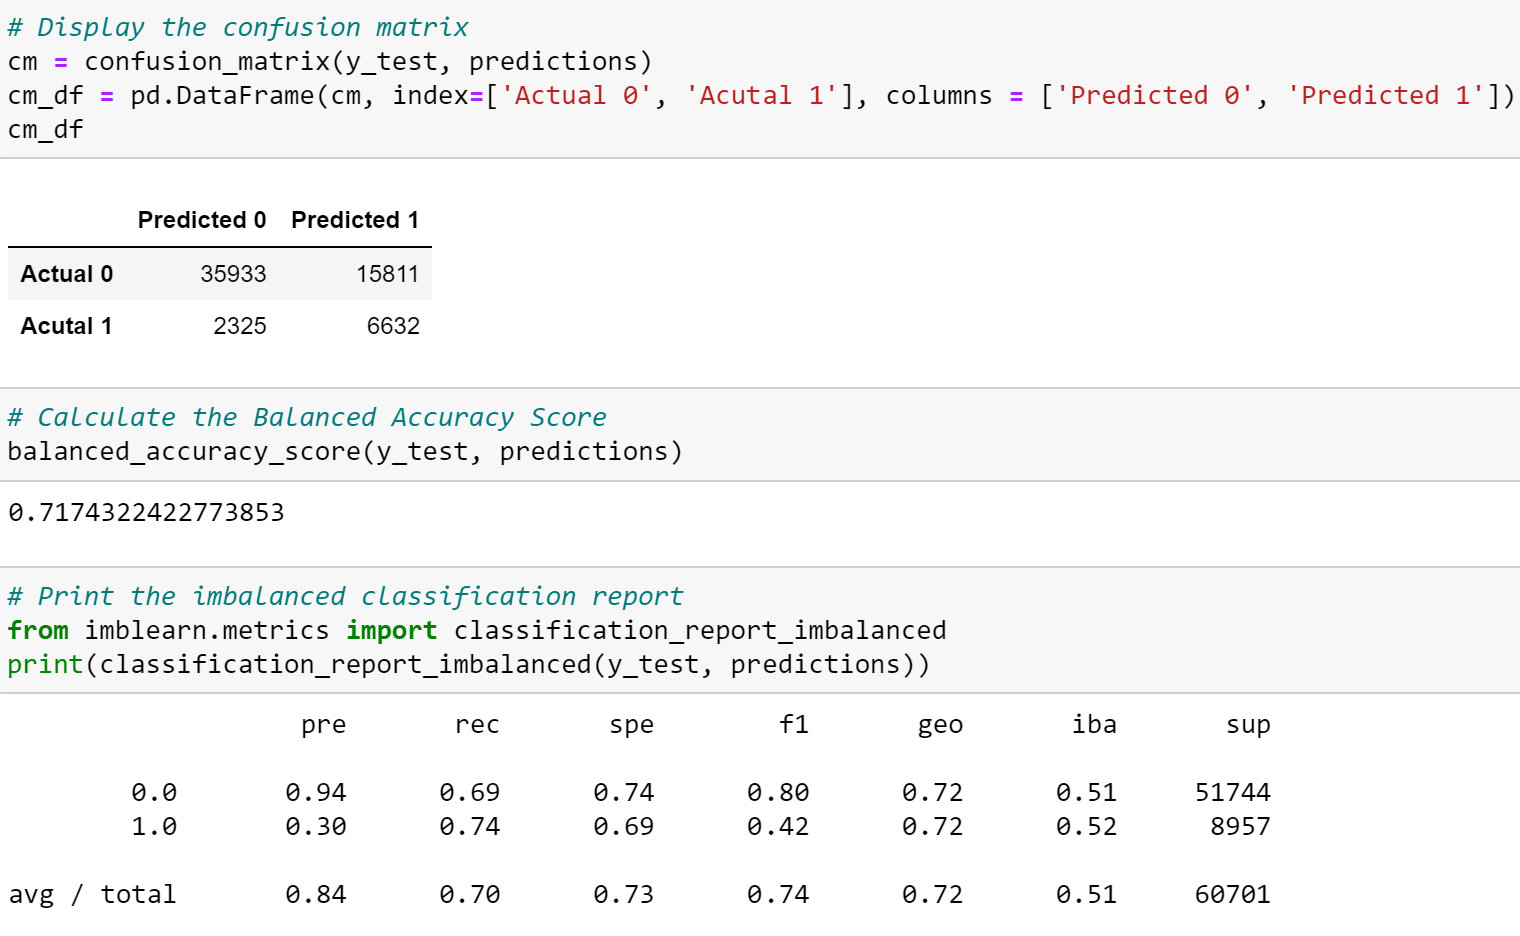 # Display the confusion matrix
cm = confusion_matrix(y_test, predictions)
cm_df = pd.DataFrame(cm, index=['Actual 0', 'Acutal 1'], columns = ['Predicted 0', 'Predicted 1'])
cm_df
Predicted 0 Predicted 1
Actual 0 35933 15811
Acutal 1 2325 6632
# Calculate the Balanced Accuracy Score
balanced_accuracy_score(y_test, predictions)
0.7174322422773853
# Print the imbalanced classification report
from imblearn.metrics import classification_report_imbalanced
print(classification_report_imbalanced(y_test, predictions))
pre rec spe f1 geo iba sup
0.0 0.94 0.69 0.74 0.80 0.72 0.51 51744
1.0 0.30 0.74 0.69 0.42 0.72 0.52 8957
avg / total 0.84 0.70 0.73 0.74 0.72 0.51 60701